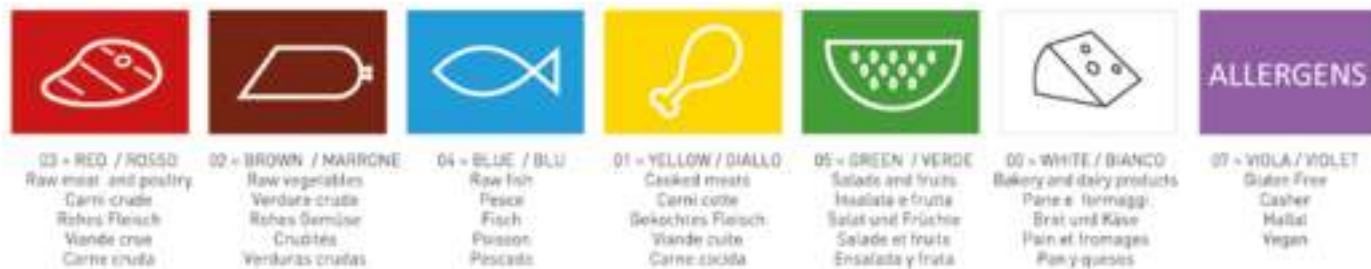 ALLERGENS
03 = RED / ROSSO
Raw meat and poultry
Carni crude
Rohes Fleisch
Viande crue
Carne cruda
02 = BROWN / MARRONE
Raw vegetables
Verdure crude
Rohes Gemüse
Crudités
Verduras crudas
04 = BLUE / BLU
Raw fish
Pesce
Fisch
Poisson
Pescado
01 = YELLOW / GIALLO
Cooked meats
Carni cotte
Gekochtes Fleisch
Viande cuite
Carne cocida
05 = GREEN / VERDE
Salads and fruits
Insalata e frutta
Salat und Früchte
Salade et fruits
Ensalada y fruta
00 = WHITE / BIANCO
Bakery and dairy products
Pane e formaggi
Brot und Käse
Pain et fromages
Pan y quesos
07 = VIOLA / VIOLET
Gluten Free
Casher
Hallal
Vegan